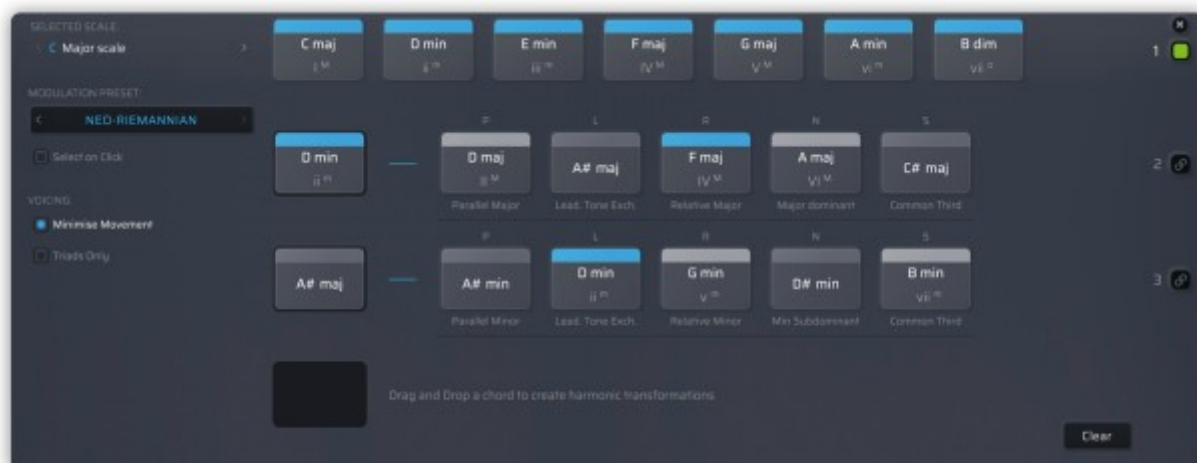 SELECTED SCALE:
< C Major scale >
C maj D min E min F maj G maj A min B dim
I M ii m iii m IV M V M vi m vii o
1
MODULATION PRESET:
< NEO-RIEMANNIAN >
Select on Click
P L R N S
D min D maj A# maj F maj A maj C# maj
ii m II M IV M VI M
2
Parallel Major Lead. Tone Exch. Relative Major Major dominant Common Third
VOICING:
Minimise Movement
Triads Only
P L R N S
A# maj A# min D min G min D# min B min
ii m v m vii m
3
Parallel Minor Lead. Tone Exch. Relative Minor Min Subdominant Common Third
Drag and Drop a chord to create harmonic transformations
Clear